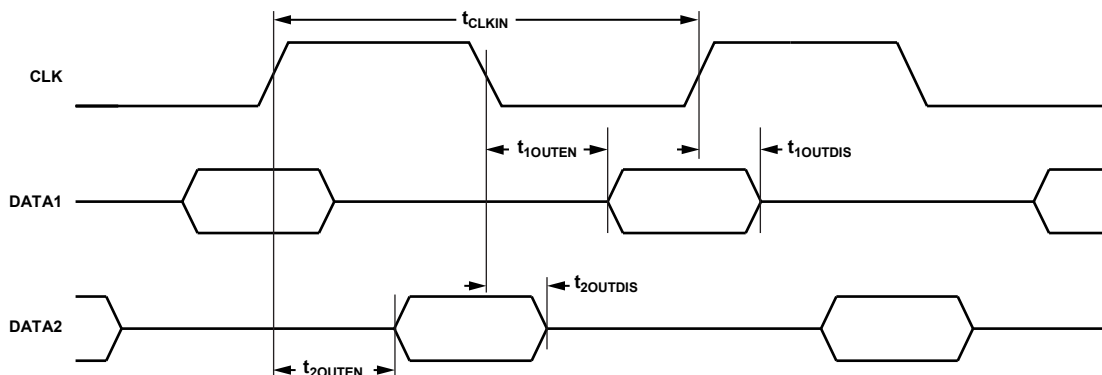 tCLKIN
CLK
t1OUTEN
t1OUTDIS
DATA1
t2OUTDIS
DATA2
t2OUTEN